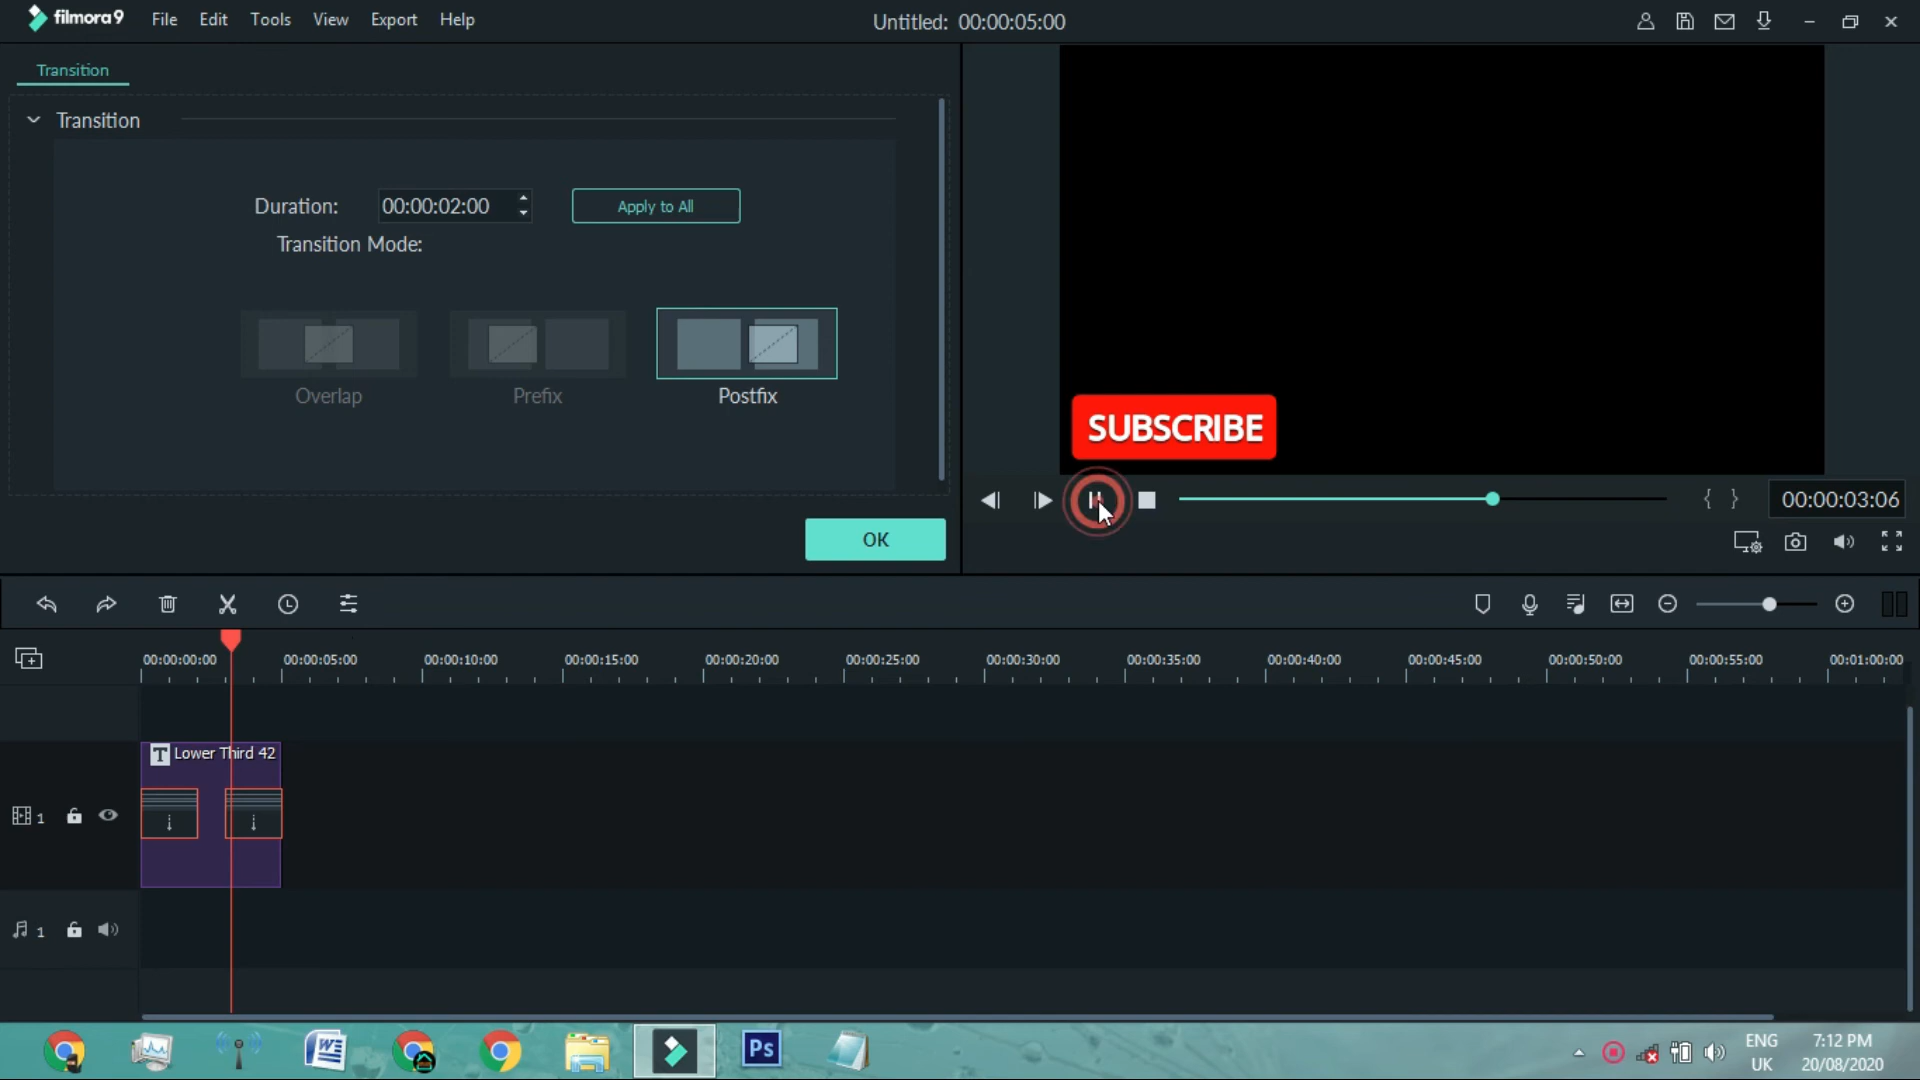 filmora9 File Edit Tools View Export Help Untitled: 00:00:05:00
Transition
Transition
Duration: 00:00:02:00 Apply to All
Transition Mode:
Overlap Prefix Postfix
SUBSCRIBE
{ } 00:00:03:06
OK
00:00:00:00 00:00:05:00 00:00:10:00 00:00:15:00 00:00:20:00 00:00:25:00 00:00:30:00 00:00:35:00 00:00:40:00 00:00:45:00 00:00:50:00 00:00:55:00 00:01:00:00
T Lower Third 42
1
1
Ps
ENG 7:12 PM
UK 20/08/2020